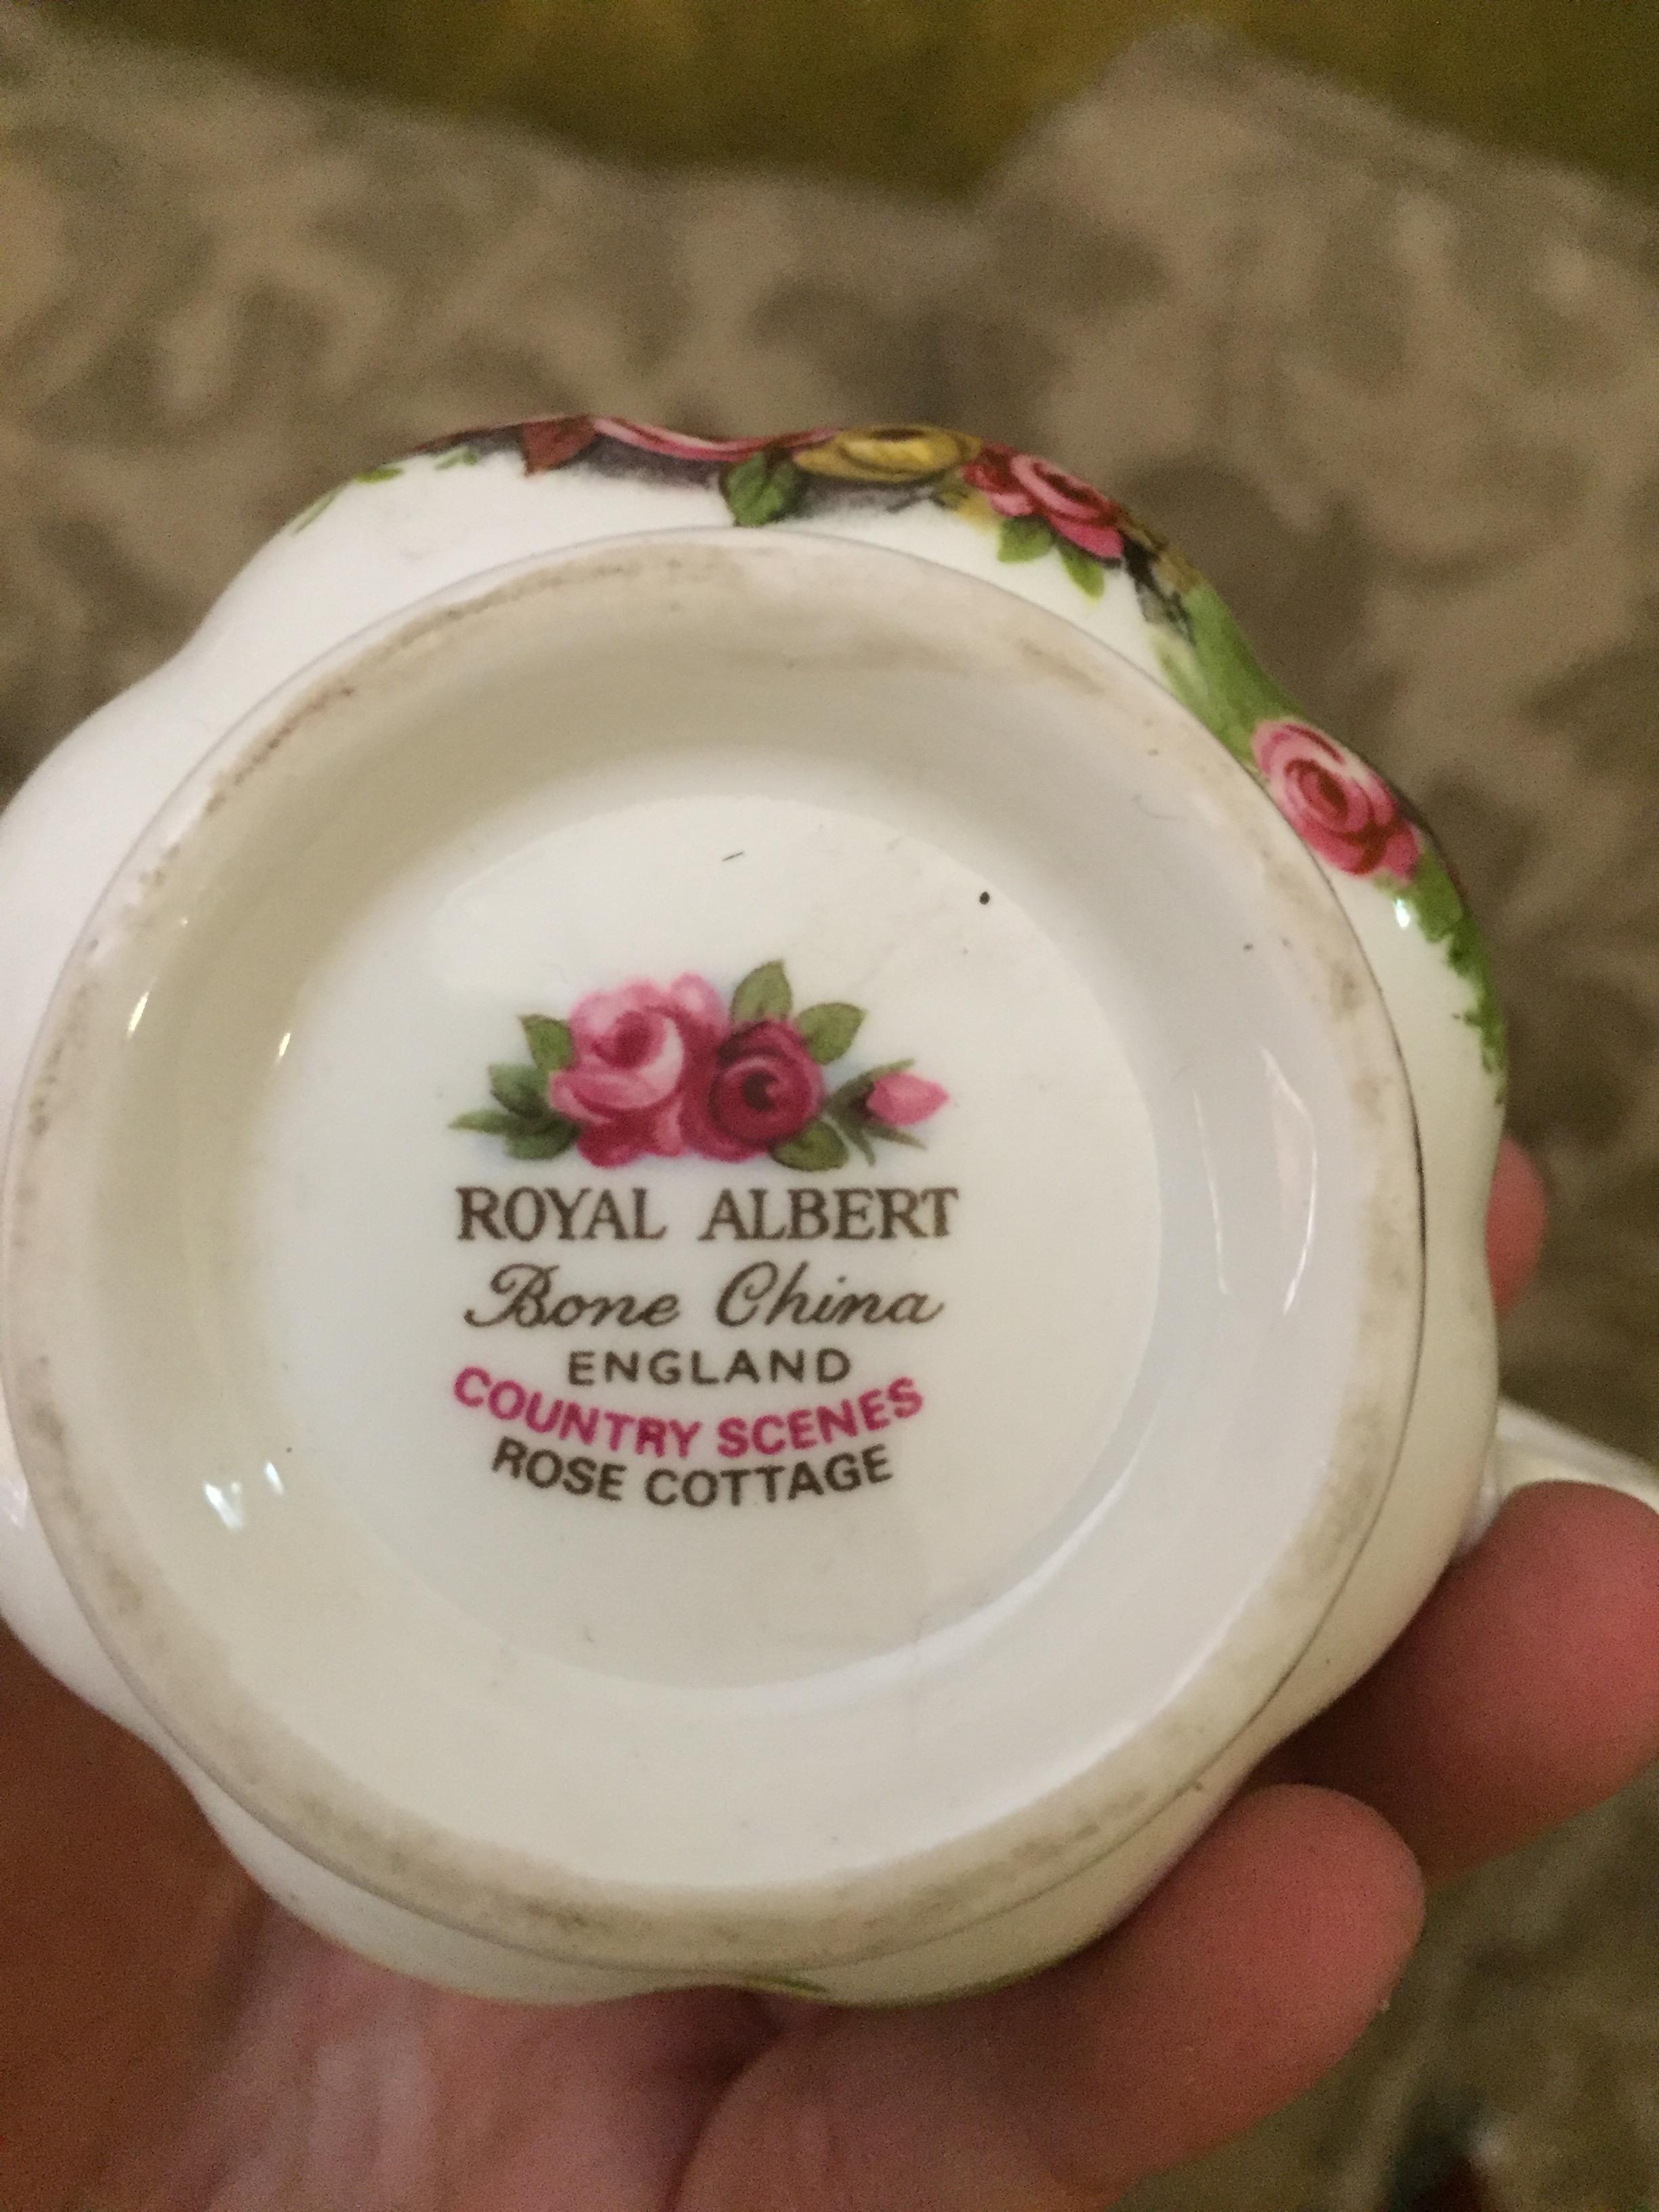 ROYAL ALBERT
Bone China
ENGLAND
COUNTRY SCENES
ROSE COTTAGE